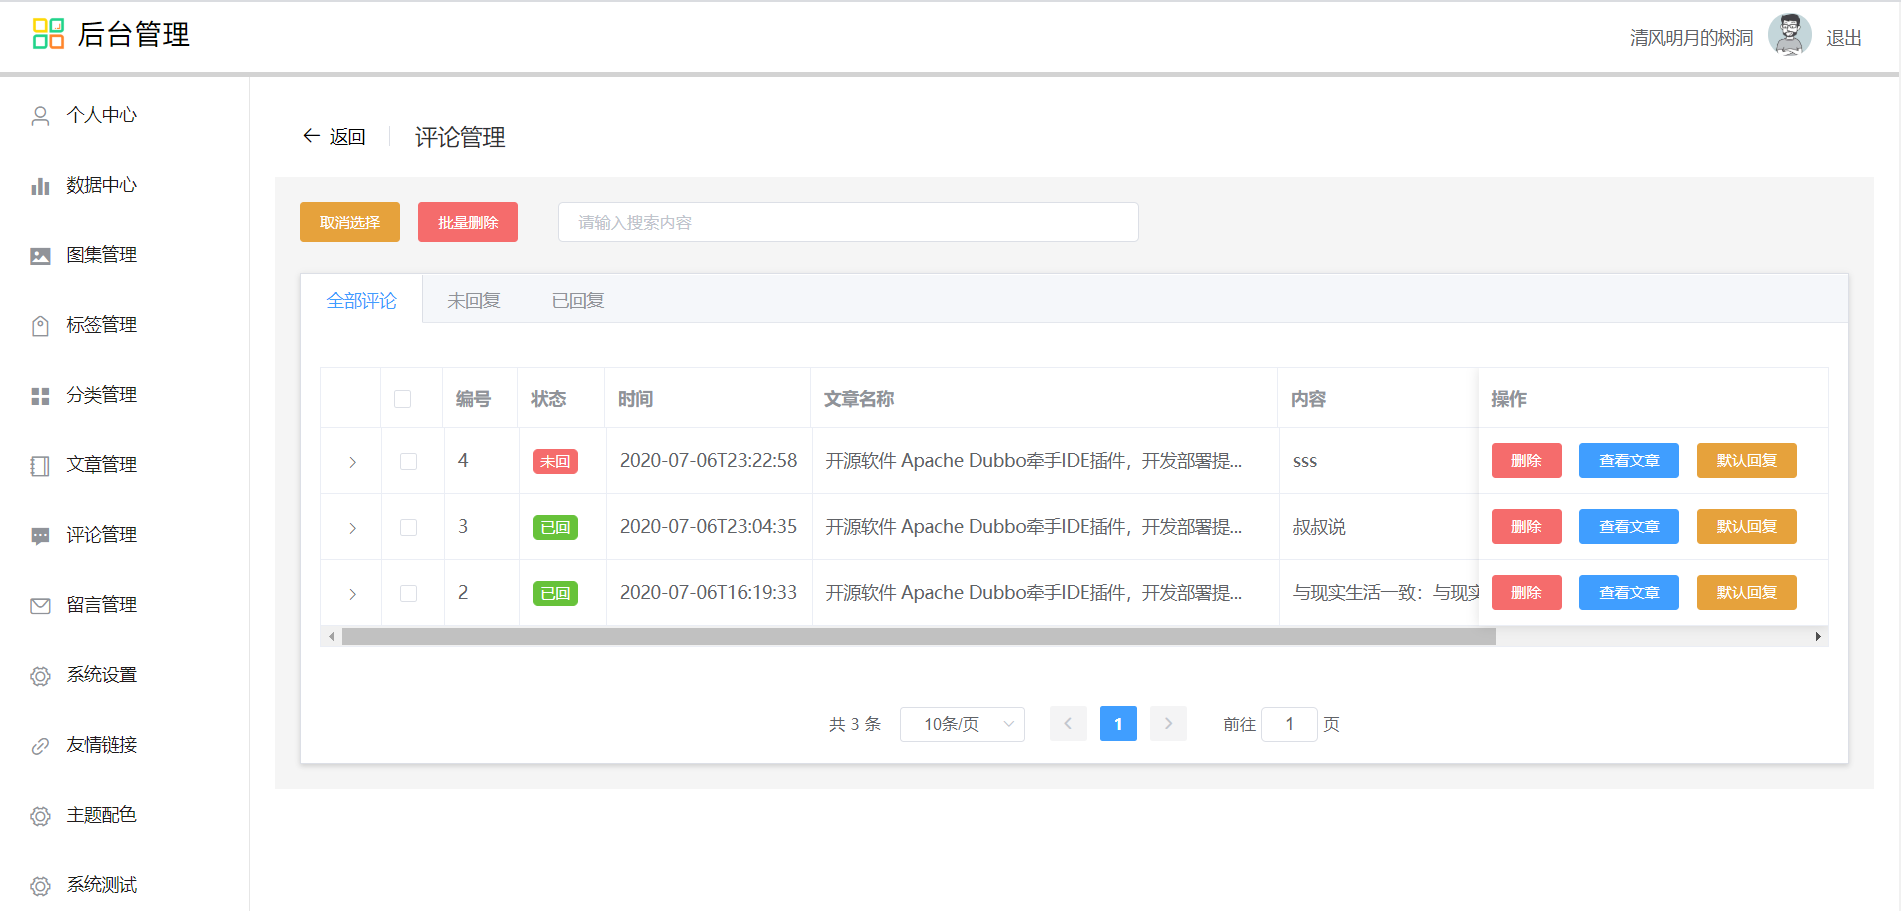 后台管理
清风明月的树洞 退出
个人中心
数据中心
图集管理
标签管理
分类管理
文章管理
评论管理
留言管理
系统设置
友情链接
主题配色
系统测试
返回 评论管理
取消选择 批量删除 请输入搜索内容
全部评论 未回复 已回复
编号 状态 时间 文章名称 内容 操作
4 未回 2020-07-06T23:22:58 开源软件 Apache Dubbo牵手IDE插件，开发部署提... sss 删除 查看文章 默认回复
3 已回 2020-07-06T23:04:35 开源软件 Apache Dubbo牵手IDE插件，开发部署提... 叔叔说 删除 查看文章 默认回复
2 已回 2020-07-06T16:19:33 开源软件 Apache Dubbo牵手IDE插件，开发部署提... 与现实生活一致：与现实 删除 查看文章 默认回复
共 3 条 10条/页 1 前往 1 页